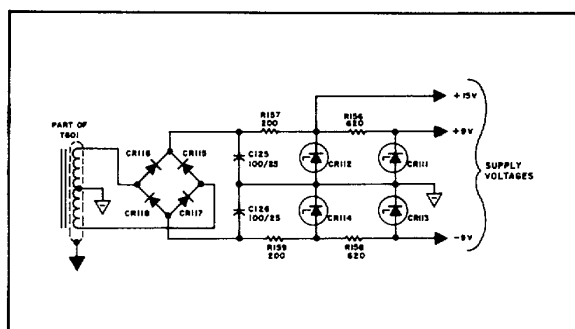 PART OF
T601
CR116
CR115
CR118
CR117
C125
100/25
C126
100/25
R157
200
R156
620
CR112
CR111
CR114
CR113
R159
200
R158
620
+15V
+9V
-9V
SUPPLY
VOLTAGES